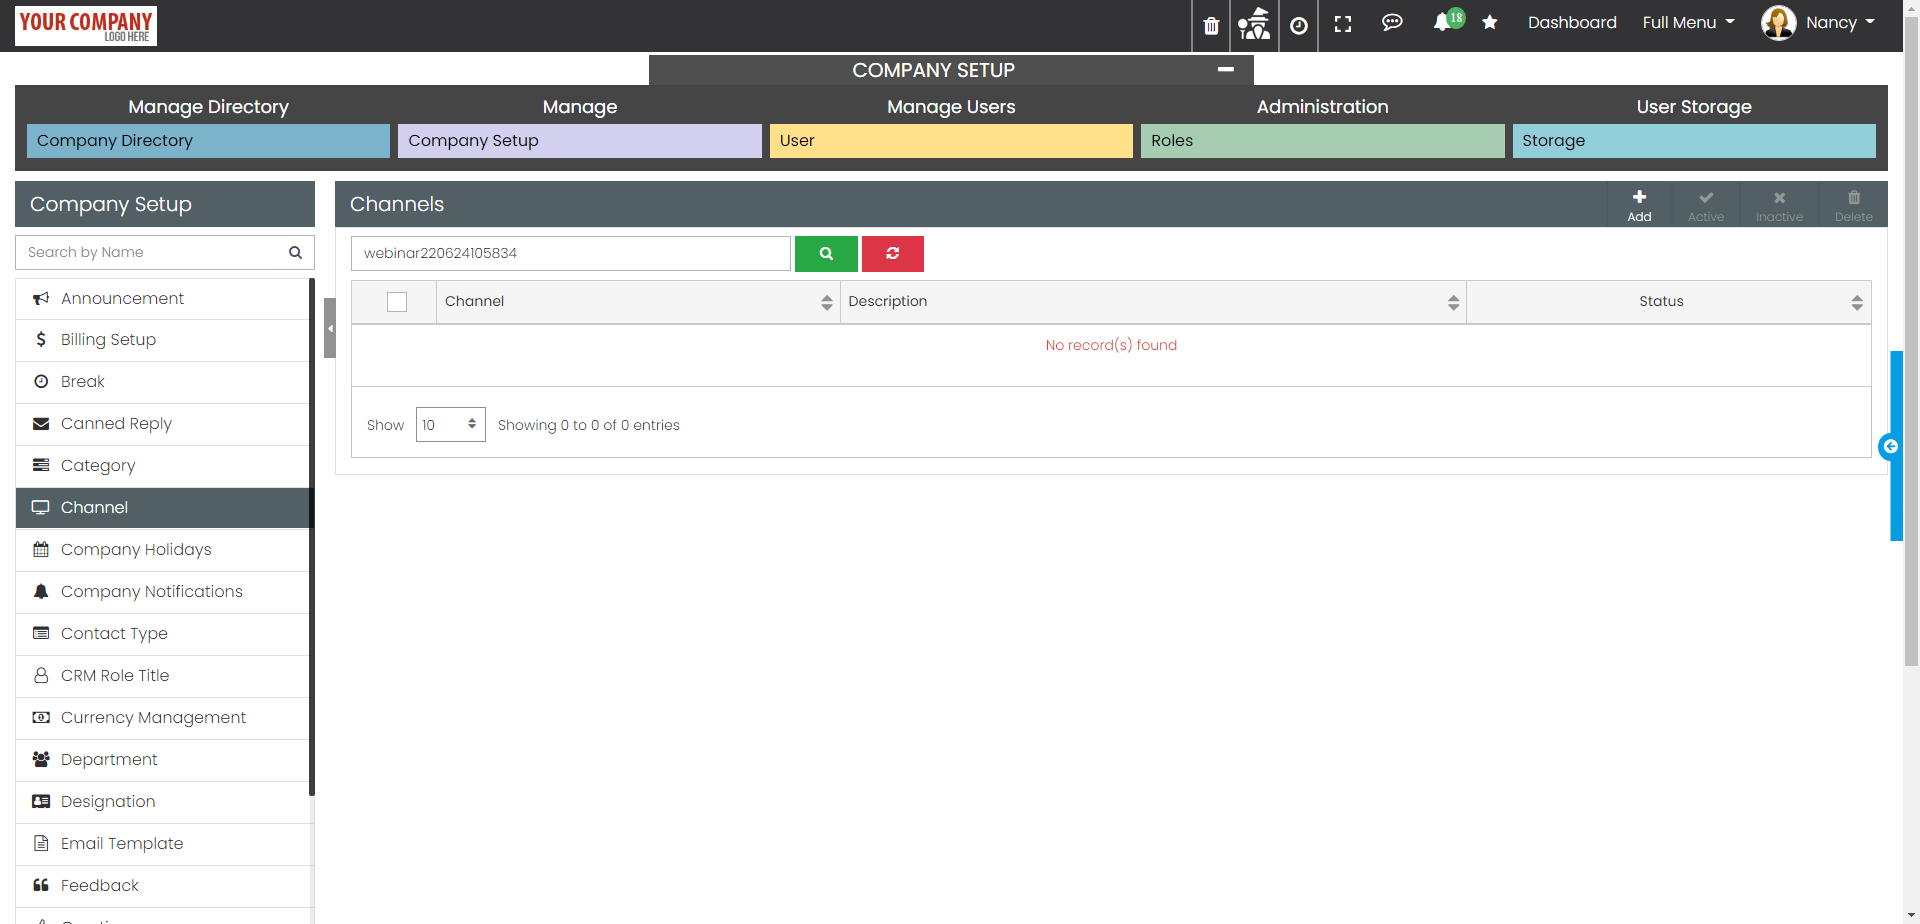 YOUR COMPANY
LOGO HERE
18
Dashboard
Full Menu
Nancy
COMPANY SETUP
Manage Directory
Manage
Manage Users
Administration
User Storage
Company Directory
Company Setup
User
Roles
Storage
Company Setup
Channels
Add
Active
Inactive
Delete
Search by Name
webinar220624105834
Announcement
Billing Setup
Break
Canned Reply
Category
Channel
Company Holidays
Company Notifications
Contact Type
CRM Role Title
Currency Management
Department
Designation
Email Template
Feedback
Channel
Description
Status
No record(s) found
Show 10 Showing 0 to 0 of 0 entries